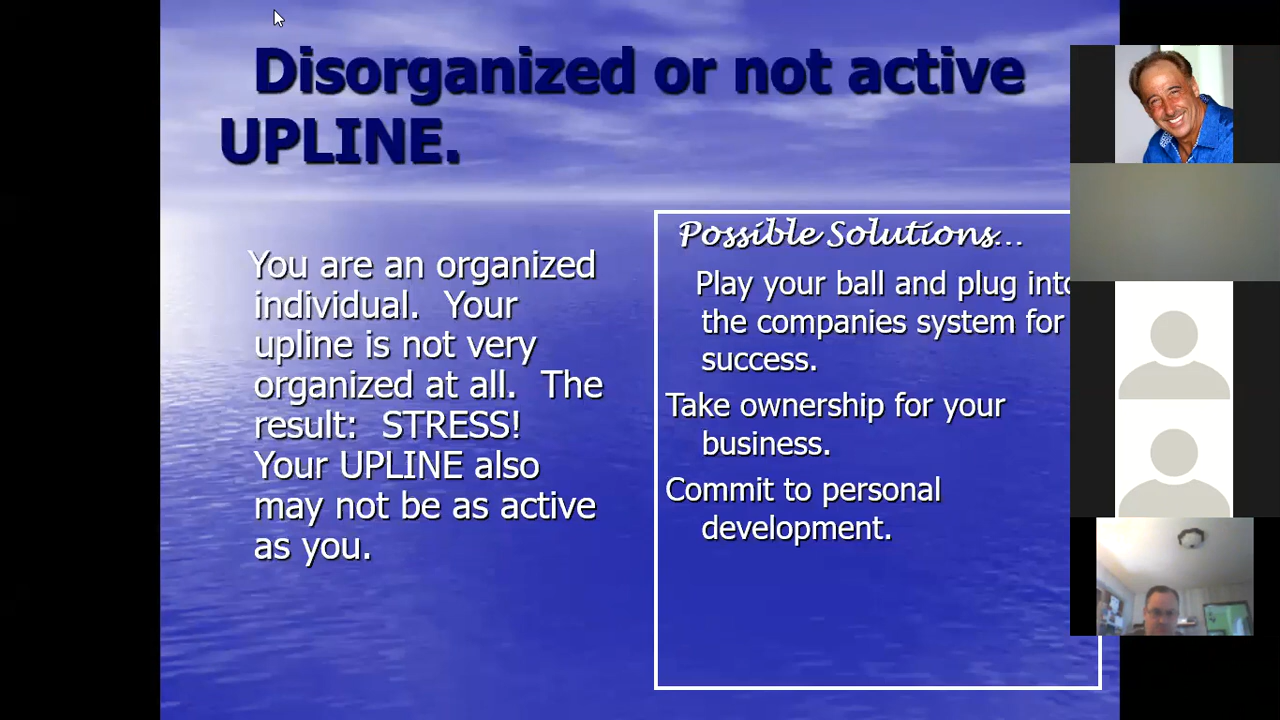 Disorganized or not active
UPLINE.
You are an organized
individual.  Your
upline is not very
organized at all.  The
result:  STRESS!
Your UPLINE also
may not be as active
as you.
Possible Solutions...
Play your ball and plug into
the companies system for
success.
Take ownership for your
business.
Commit to personal
development.